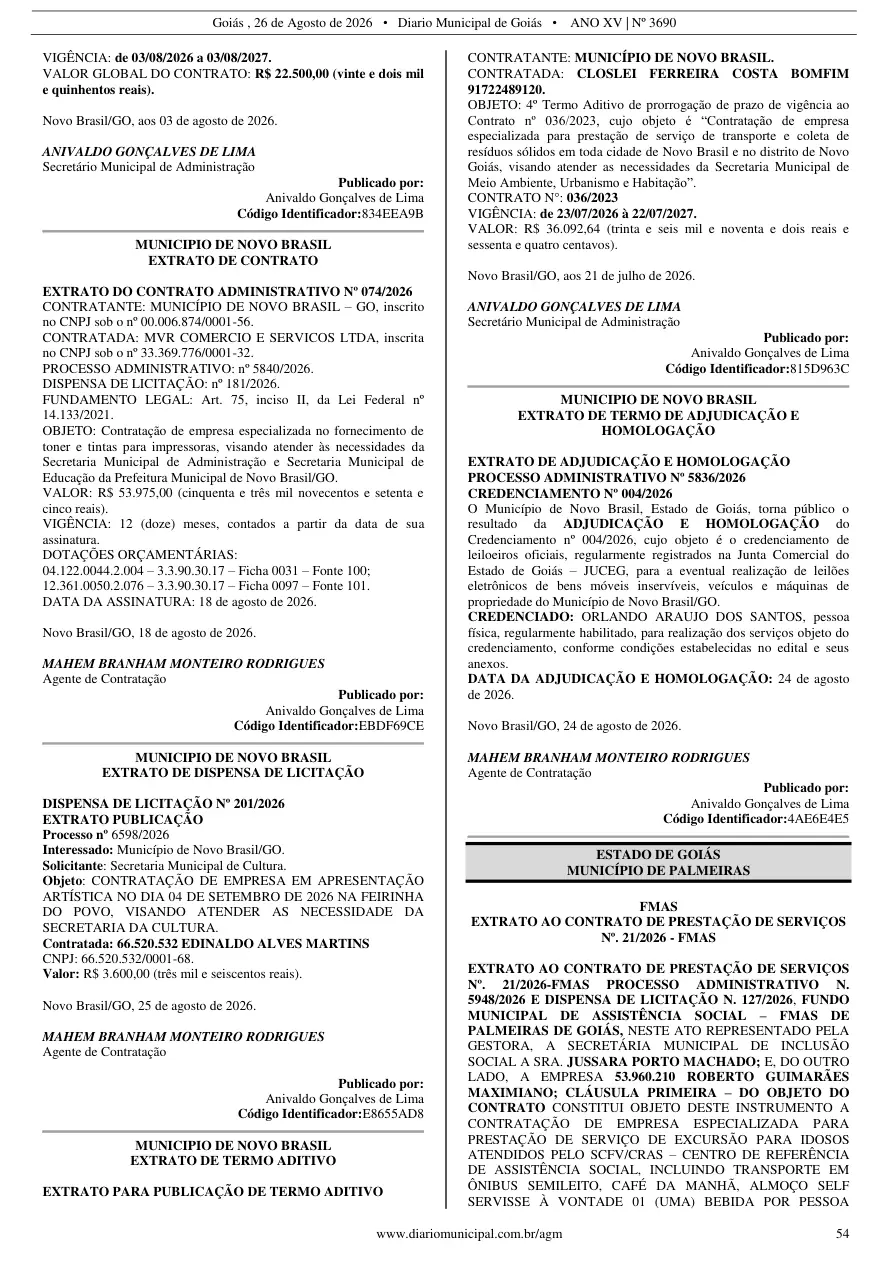 Goiás , 26 de Agosto de 2026 • Diario Municipal de Goiás • ANO XV | Nº 3690
VIGÊNCIA: de 03/08/2026 a 03/08/2027.
VALOR GLOBAL DO CONTRATO: R$ 22.500,00 (vinte e dois mil
e quinhentos reais).
Novo Brasil/GO, aos 03 de agosto de 2026.
ANIVALDO GONÇALVES DE LIMA
Secretário Municipal de Administração
Publicado por:
Anivaldo Gonçalves de Lima
Código Identificador:834EEA9B
MUNICIPIO DE NOVO BRASIL
EXTRATO DE CONTRATO
EXTRATO DO CONTRATO ADMINISTRATIVO Nº 074/2026
CONTRATANTE: MUNICÍPIO DE NOVO BRASIL – GO, inscrito
no CNPJ sob o nº 00.006.874/0001-56.
CONTRATADA: MVR COMERCIO E SERVICOS LTDA, inscrita
no CNPJ sob o nº 33.369.776/0001-32.
PROCESSO ADMINISTRATIVO: nº 5840/2026.
DISPENSA DE LICITAÇÃO: nº 181/2026.
FUNDAMENTO LEGAL: Art. 75, inciso II, da Lei Federal nº
14.133/2021.
OBJETO: Contratação de empresa especializada no fornecimento de
toner e tintas para impressoras, visando atender às necessidades da
Secretaria Municipal de Administração e Secretaria Municipal de
Educação da Prefeitura Municipal de Novo Brasil/GO.
VALOR: R$ 53.975,00 (cinquenta e três mil novecentos e setenta e
cinco reais).
VIGÊNCIA: 12 (doze) meses, contados a partir da data de sua
assinatura.
DOTAÇÕES ORÇAMENTÁRIAS:
04.122.0044.2.004 – 3.3.90.30.17 – Ficha 0031 – Fonte 100;
12.361.0050.2.076 – 3.3.90.30.17 – Ficha 0097 – Fonte 101.
DATA DA ASSINATURA: 18 de agosto de 2026.
Novo Brasil/GO, 18 de agosto de 2026.
MAHEM BRANHAM MONTEIRO RODRIGUES
Agente de Contratação
Publicado por:
Anivaldo Gonçalves de Lima
Código Identificador:EBDF69CE
MUNICIPIO DE NOVO BRASIL
EXTRATO DE DISPENSA DE LICITAÇÃO
DISPENSA DE LICITAÇÃO Nº 201/2026
EXTRATO PUBLICAÇÃO
Processo nº 6598/2026
Interessado: Município de Novo Brasil/GO.
Solicitante: Secretaria Municipal de Cultura.
Objeto: CONTRATAÇÃO DE EMPRESA EM APRESENTAÇÃO
ARTÍSTICA NO DIA 04 DE SETEMBRO DE 2026 NA FEIRINHA
DO POVO, VISANDO ATENDER AS NECESSIDADE DA
SECRETARIA DA CULTURA.
Contratada: 66.520.532 EDINALDO ALVES MARTINS
CNPJ: 66.520.532/0001-68.
Valor: R$ 3.600,00 (três mil e seiscentos reais).
Novo Brasil/GO, 25 de agosto de 2026.
MAHEM BRANHAM MONTEIRO RODRIGUES
Agente de Contratação
Publicado por:
Anivaldo Gonçalves de Lima
Código Identificador:E8655AD8
MUNICIPIO DE NOVO BRASIL
EXTRATO DE TERMO ADITIVO
EXTRATO PARA PUBLICAÇÃO DE TERMO ADITIVO
CONTRATANTE: MUNICÍPIO DE NOVO BRASIL.
CONTRATADA: CLOSLEI FERREIRA COSTA BOMFIM
91722489120.
OBJETO: 4º Termo Aditivo de prorrogação de prazo de vigência ao
Contrato nº 036/2023, cujo objeto é “Contratação de empresa
especializada para prestação de serviço de transporte e coleta de
resíduos sólidos em toda cidade de Novo Brasil e no distrito de Novo
Goiás, visando atender as necessidades da Secretaria Municipal de
Meio Ambiente, Urbanismo e Habitação”.
CONTRATO N°: 036/2023
VIGÊNCIA: de 23/07/2026 à 22/07/2027.
VALOR: R$ 36.092,64 (trinta e seis mil e noventa e dois reais e
sessenta e quatro centavos).
Novo Brasil/GO, aos 21 de julho de 2026.
ANIVALDO GONÇALVES DE LIMA
Secretário Municipal de Administração
Publicado por:
Anivaldo Gonçalves de Lima
Código Identificador:815D963C
MUNICIPIO DE NOVO BRASIL
EXTRATO DE TERMO DE ADJUDICAÇÃO E
HOMOLOGAÇÃO
EXTRATO DE ADJUDICAÇÃO E HOMOLOGAÇÃO
PROCESSO ADMINISTRATIVO Nº 5836/2026
CREDENCIAMENTO Nº 004/2026
O Município de Novo Brasil, Estado de Goiás, torna público o
resultado da ADJUDICAÇÃO E HOMOLOGAÇÃO do
Credenciamento nº 004/2026, cujo objeto é o credenciamento de
leiloeiros oficiais, regularmente registrados na Junta Comercial do
Estado de Goiás – JUCEG, para a eventual realização de leilões
eletrônicos de bens móveis inservíveis, veículos e máquinas de
propriedade do Município de Novo Brasil/GO.
CREDENCIADO: ORLANDO ARAUJO DOS SANTOS, pessoa
física, regularmente habilitado, para realização dos serviços objeto do
credenciamento, conforme condições estabelecidas no edital e seus
anexos.
DATA DA ADJUDICAÇÃO E HOMOLOGAÇÃO: 24 de agosto
de 2026.
Novo Brasil/GO, 24 de agosto de 2026.
MAHEM BRANHAM MONTEIRO RODRIGUES
Agente de Contratação
Publicado por:
Anivaldo Gonçalves de Lima
Código Identificador:4AE6E4E5
ESTADO DE GOIÁS
MUNICÍPIO DE PALMEIRAS
FMAS
EXTRATO AO CONTRATO DE PRESTAÇÃO DE SERVIÇOS
Nº. 21/2026 - FMAS
EXTRATO AO CONTRATO DE PRESTAÇÃO DE SERVIÇOS
Nº. 21/2026-FMAS PROCESSO ADMINISTRATIVO N.
5948/2026 E DISPENSA DE LICITAÇÃO N. 127/2026, FUNDO
MUNICIPAL DE ASSISTÊNCIA SOCIAL – FMAS DE
PALMEIRAS DE GOIÁS, NESTE ATO REPRESENTADO PELA
GESTORA, A SECRETÁRIA MUNICIPAL DE INCLUSÃO
SOCIAL A SRA. JUSSARA PORTO MACHADO; E, DO OUTRO
LADO, A EMPRESA 53.960.210 ROBERTO GUIMARÃES
MAXIMIANO; CLÁUSULA PRIMEIRA – DO OBJETO DO
CONTRATO CONSTITUI OBJETO DESTE INSTRUMENTO A
CONTRATAÇÃO DE EMPRESA ESPECIALIZADA PARA
PRESTAÇÃO DE SERVIÇO DE EXCURSÃO PARA IDOSOS
ATENDIDOS PELO SCFV/CRAS – CENTRO DE REFERÊNCIA
DE ASSISTÊNCIA SOCIAL, INCLUINDO TRANSPORTE EM
ÔNIBUS SEMILEITO, CAFÉ DA MANHÃ, ALMOÇO SELF
SERVISSE À VONTADE 01 (UMA) BEBIDA POR PESSOA
www.diariomunicipal.com.br/agm
54